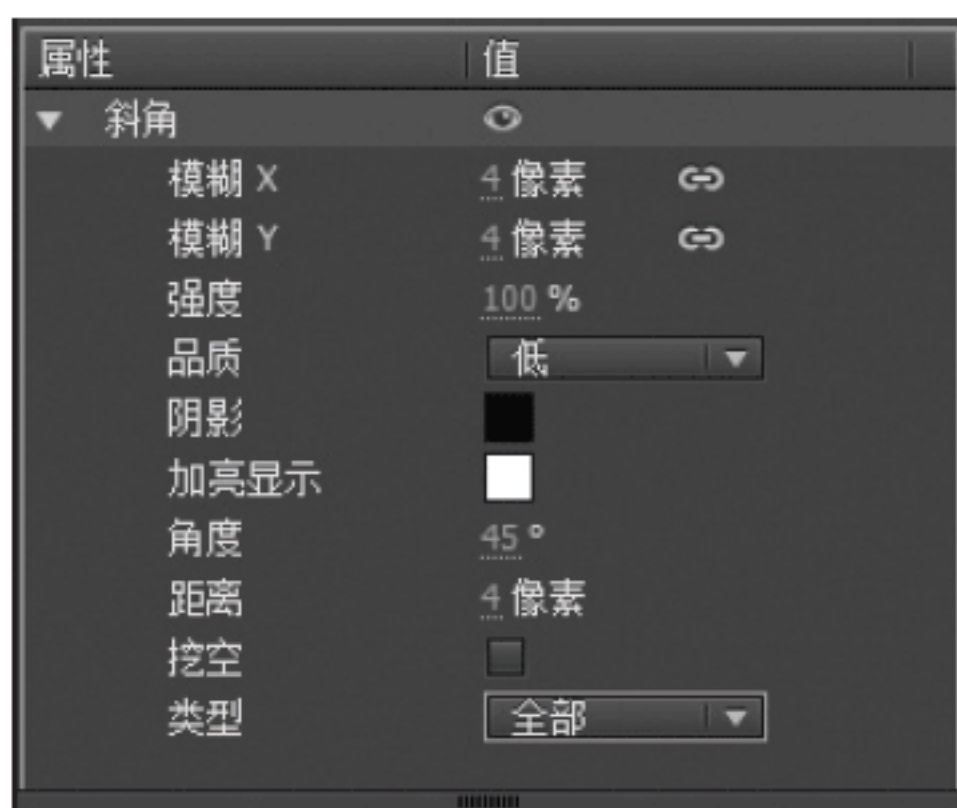 属性 值
斜角
模糊 X 4 像素
模糊 Y 4 像素
强度 100 %
品质 低
阴影
加亮显示
角度 45 °
距离 4 像素
挖空
类型 全部